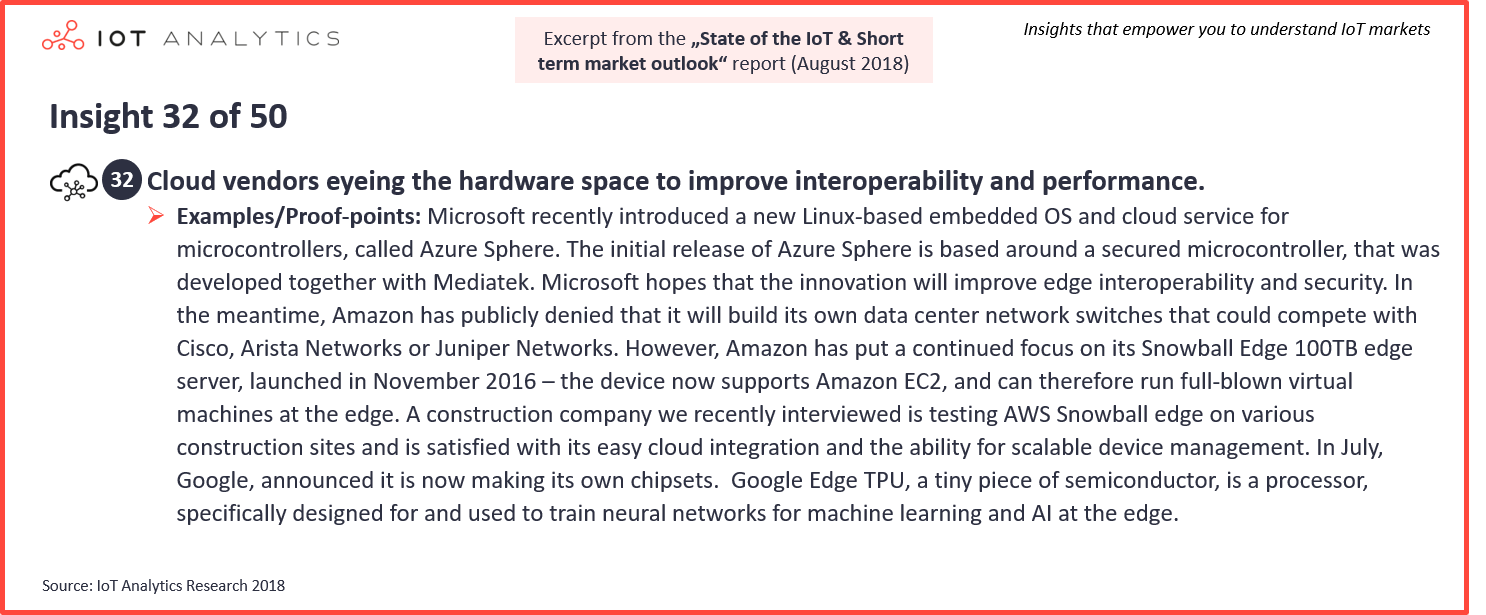 IOT ANALYTICS
Excerpt from the „State of the IoT & Short
term market outlook“ report (August 2018)
Insights that empower you to understand IoT markets
Insight 32 of 50
32 Cloud vendors eyeing the hardware space to improve interoperability and performance.
Examples/Proof-points: Microsoft recently introduced a new Linux-based embedded OS and cloud service for
microcontrollers, called Azure Sphere. The initial release of Azure Sphere is based around a secured microcontroller, that was
developed together with Mediatek. Microsoft hopes that the innovation will improve edge interoperability and security. In
the meantime, Amazon has publicly denied that it will build its own data center network switches that could compete with
Cisco, Arista Networks or Juniper Networks. However, Amazon has put a continued focus on its Snowball Edge 100TB edge
server, launched in November 2016 – the device now supports Amazon EC2, and can therefore run full-blown virtual
machines at the edge. A construction company we recently interviewed is testing AWS Snowball edge on various
construction sites and is satisfied with its easy cloud integration and the ability for scalable device management. In July,
Google, announced it is now making its own chipsets.  Google Edge TPU, a tiny piece of semiconductor, is a processor,
specifically designed for and used to train neural networks for machine learning and AI at the edge.
Source: IoT Analytics Research 2018